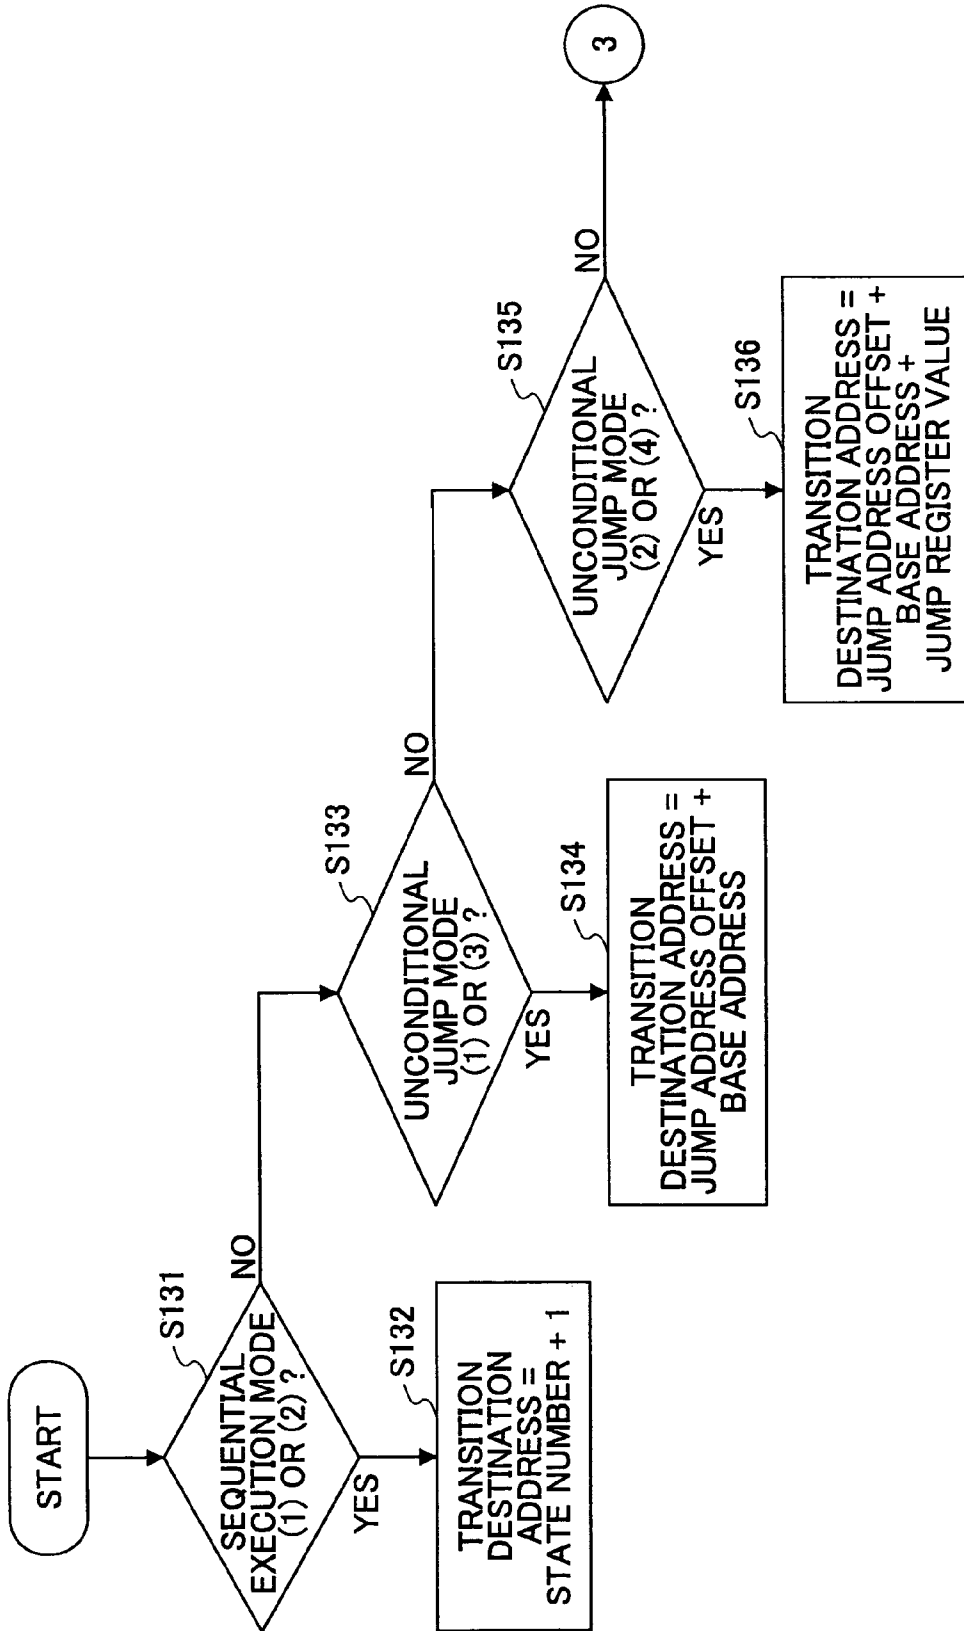 START
S131
SEQUENTIAL
EXECUTION MODE
(1) OR (2) ?
NO
YES
S132
TRANSITION
DESTINATION
ADDRESS =
STATE NUMBER + 1
S133
UNCONDITIONAL
JUMP MODE
(1) OR (3) ?
NO
YES
S134
TRANSITION
DESTINATION ADDRESS =
JUMP ADDRESS OFFSET +
BASE ADDRESS
S135
UNCONDITIONAL
JUMP MODE
(2) OR (4) ?
NO
YES
S136
TRANSITION
DESTINATION ADDRESS =
JUMP ADDRESS OFFSET +
BASE ADDRESS +
JUMP REGISTER VALUE
3